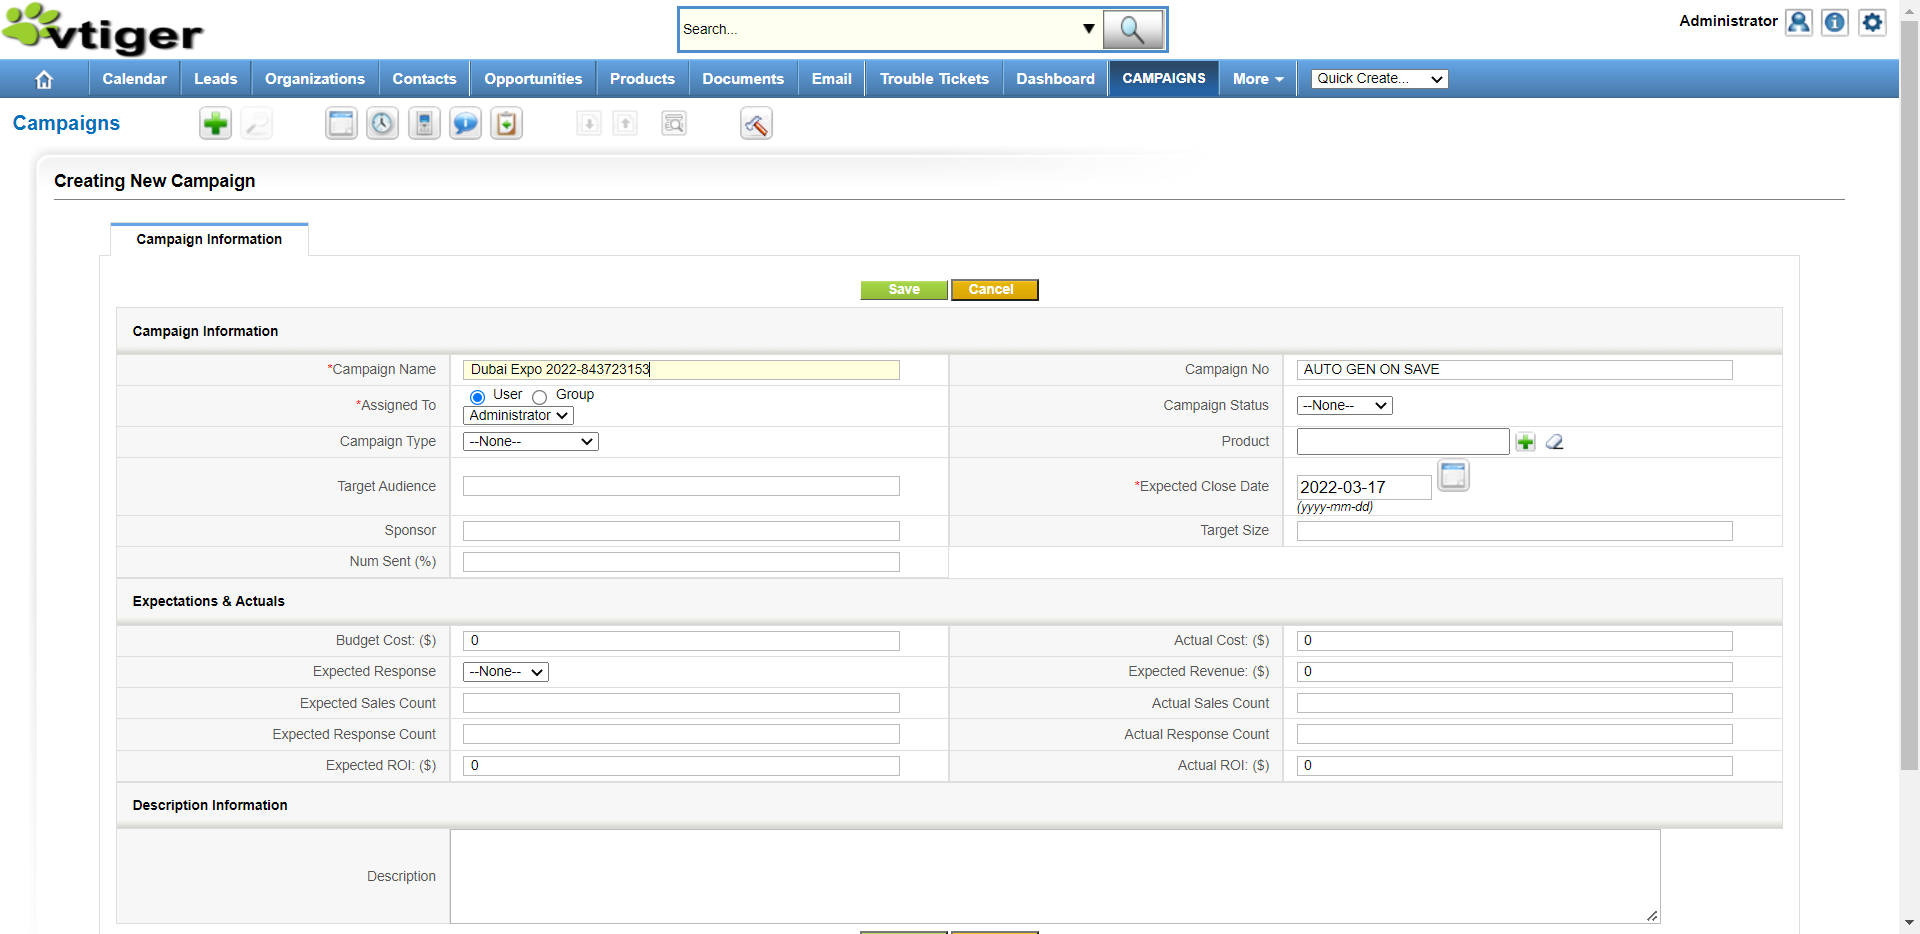 vtiger
Search...
Administrator
Calendar Leads Organizations Contacts Opportunities Products Documents Email Trouble Tickets Dashboard CAMPAIGNS More Quick Create...
Campaigns
Creating New Campaign
Campaign Information
Save Cancel
Campaign Information
*Campaign Name Dubai Expo 2022-843723153 Campaign No AUTO GEN ON SAVE
*Assigned To User Group Administrator Campaign Status --None--
Campaign Type --None-- Product
Target Audience *Expected Close Date 2022-03-17
(yyyy-mm-dd)
Sponsor Target Size
Num Sent (%)
Expectations & Actuals
Budget Cost: ($) 0 Actual Cost: ($) 0
Expected Response --None-- Expected Revenue: ($) 0
Expected Sales Count Actual Sales Count
Expected Response Count Actual Response Count
Expected ROI: ($) 0 Actual ROI: ($) 0
Description Information
Description